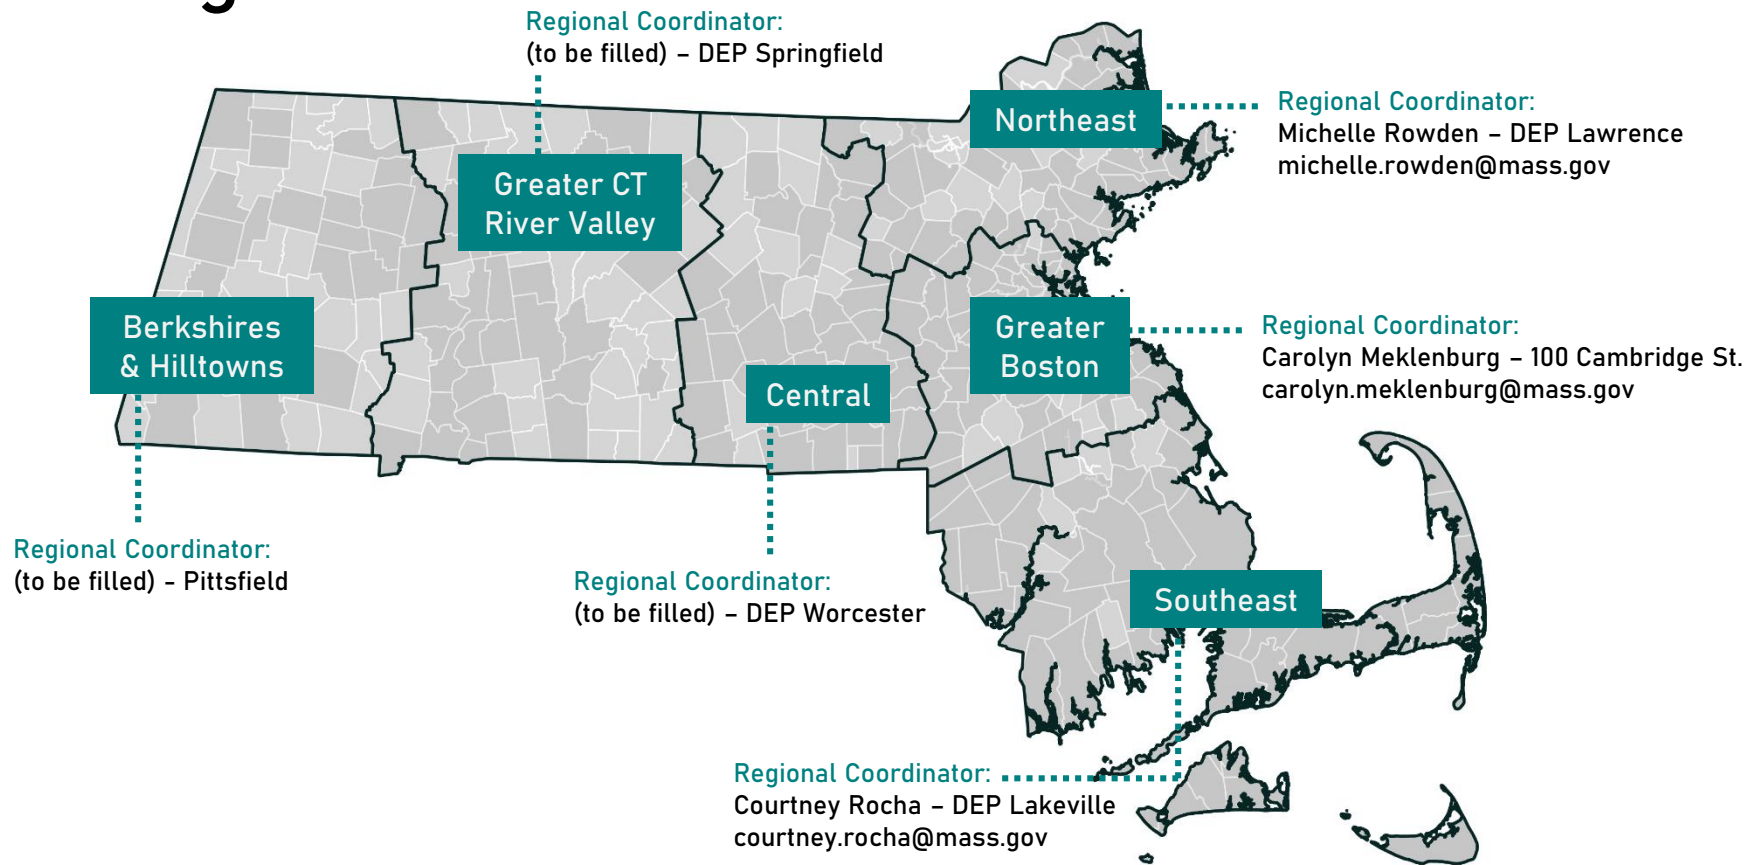 Regional Coordinator:
(to be filled) – DEP Springfield
Northeast
Regional Coordinator:
Michelle Rowden – DEP Lawrence
michelle.rowden@mass.gov
Greater CT
River Valley
Berkshires
& Hilltowns
Greater
Boston
Regional Coordinator:
Carolyn Meklenburg – 100 Cambridge St.
carolyn.meklenburg@mass.gov
Central
Regional Coordinator:
(to be filled) - Pittsfield
Regional Coordinator:
(to be filled) – DEP Worcester
Southeast
Regional Coordinator:
Courtney Rocha – DEP Lakeville
courtney.rocha@mass.gov